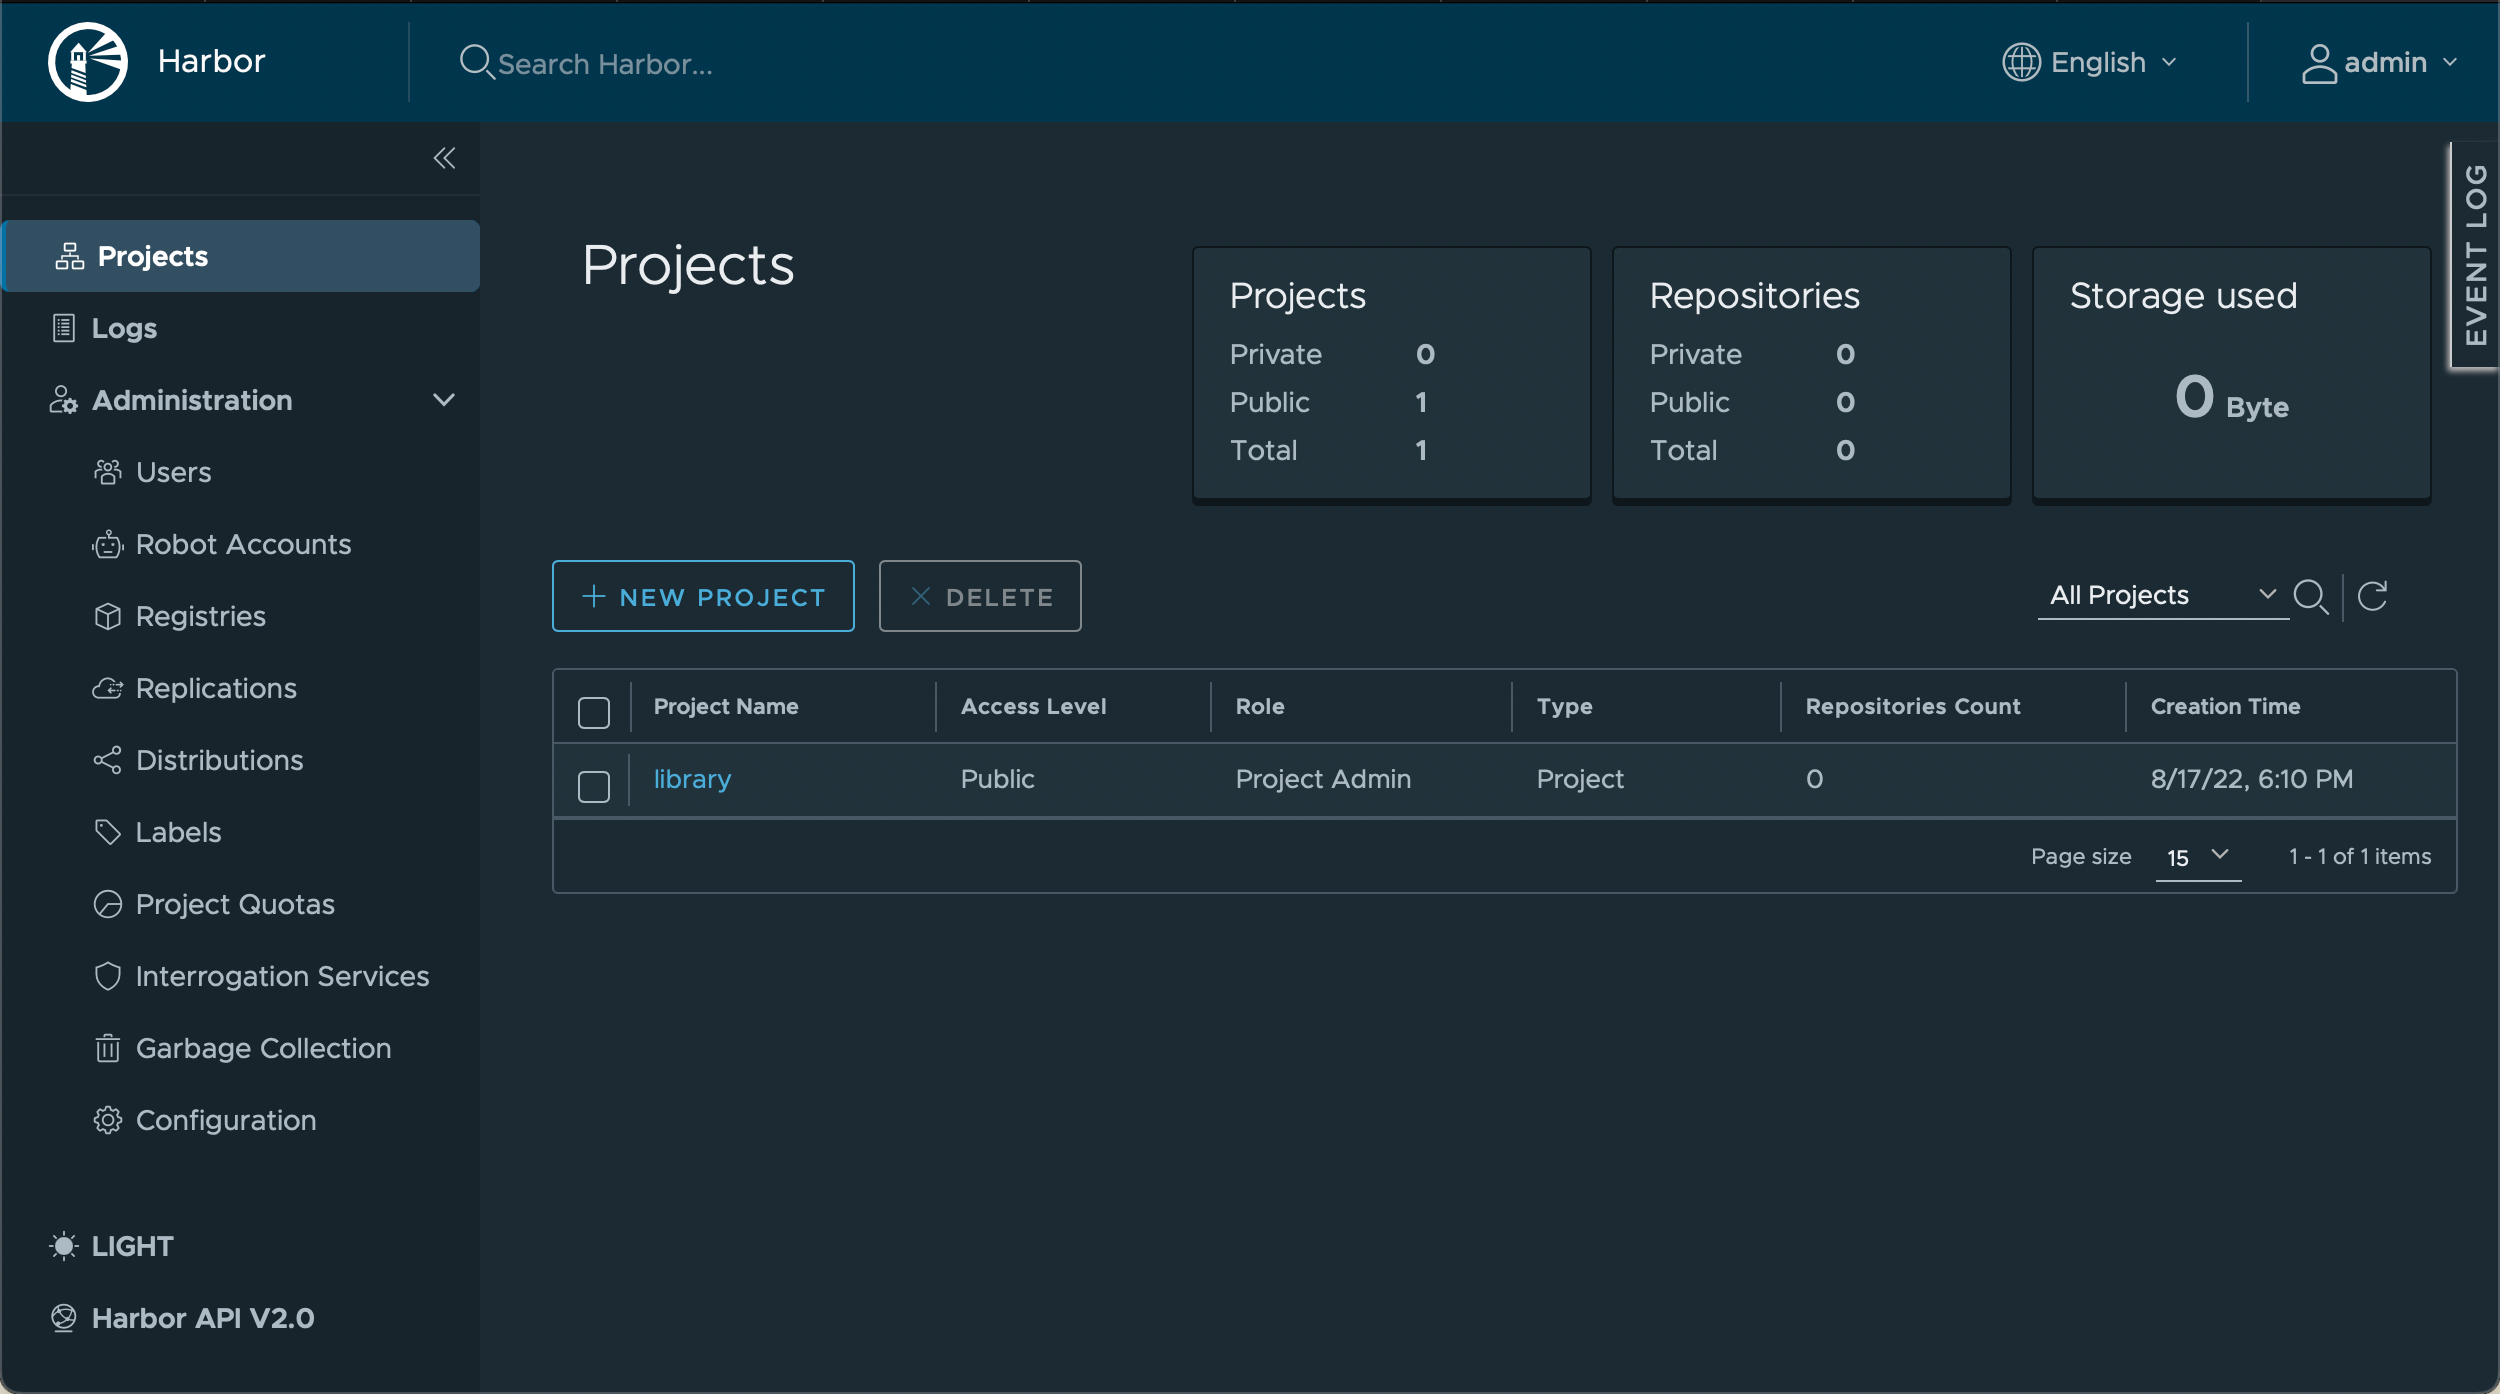 Harbor
Search Harbor...
English
admin
EVENT LOG
Projects
Logs
Administration
Users
Robot Accounts
Registries
Replications
Distributions
Labels
Project Quotas
Interrogation Services
Garbage Collection
Configuration
LIGHT
Harbor API V2.0
Projects
Projects
Private 0
Public 1
Total 1
Repositories
Private 0
Public 0
Total 0
Storage used
0 Byte
NEW PROJECT
DELETE
All Projects
Project Name Access Level Role Type Repositories Count Creation Time
library Public Project Admin Project 0 8/17/22, 6:10 PM
Page size 15 1 - 1 of 1 items